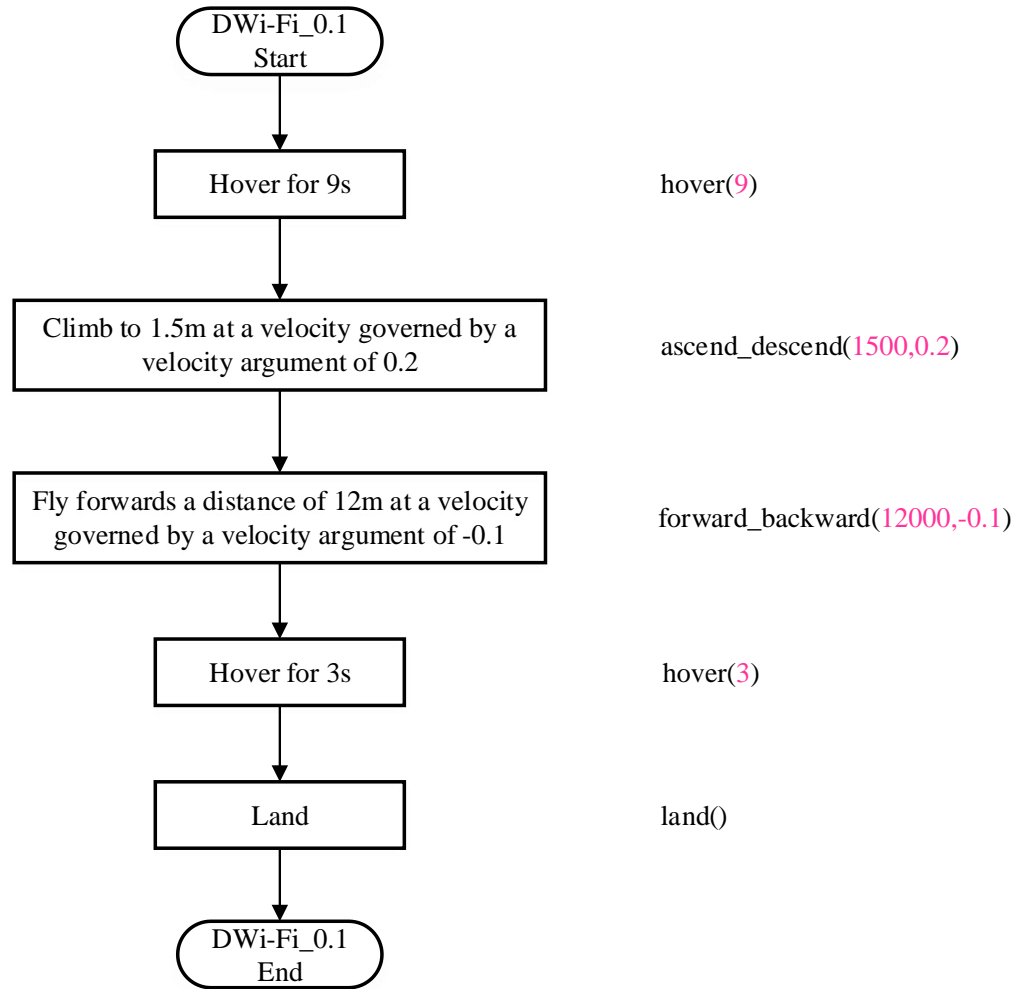 DWi-Fi_0.1
Start
Hover for 9s
hover(9)
Climb to 1.5m at a velocity governed by a
velocity argument of 0.2
ascend_descend(1500,0.2)
Fly forwards a distance of 12m at a velocity
governed by a velocity argument of -0.1
forward_backward(12000,-0.1)
Hover for 3s
hover(3)
Land
land()
DWi-Fi_0.1
End